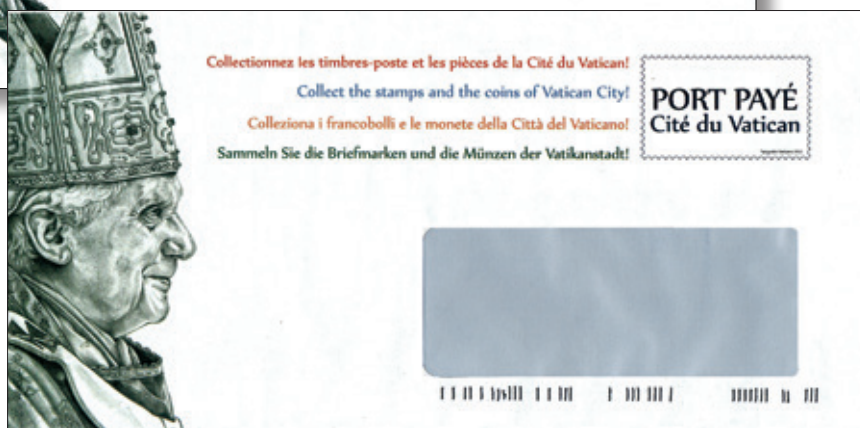 Collectionnez les timbres-poste et les pièces de la Cité du Vatican!
Collect the stamps and the coins of Vatican City!
Colleziona i francobolli e le monete della Città del Vaticano!
Sammeln Sie die Briefmarken und die Münzen der Vatikanstadt!
PORT PAYÉ
Cité du Vatican